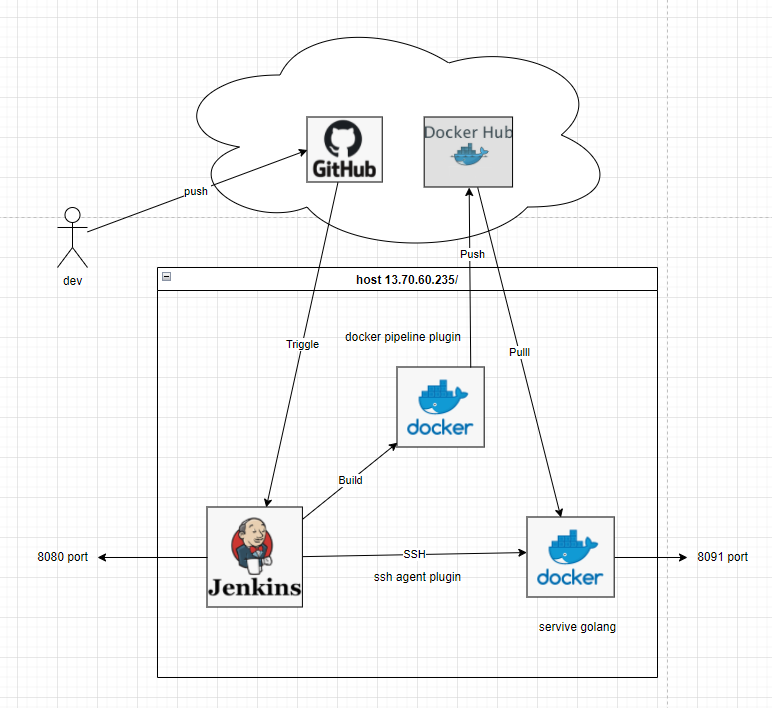 Docker Hub
GitHub
push
dev
Push
host 13.70.60.235/
Triggle
docker pipeline plugin
Pulll
docker
Build
8080 port
Jenkins
SSH
ssh agent plugin
docker
8091 port
servive golang